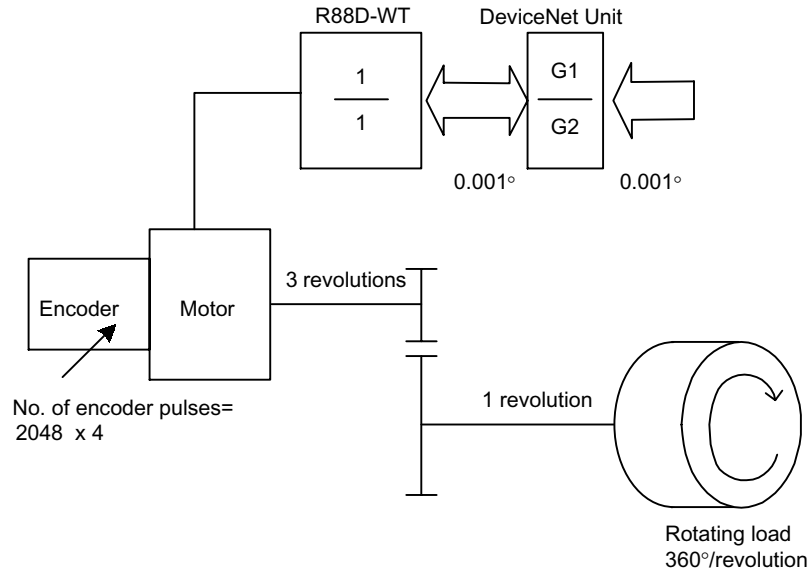 R88D-WT
DeviceNet Unit
1
1
G1
G2
0.001°
0.001°
Encoder
Motor
3 revolutions
No. of encoder pulses=
2048 x 4
1 revolution
Rotating load
360°/revolution